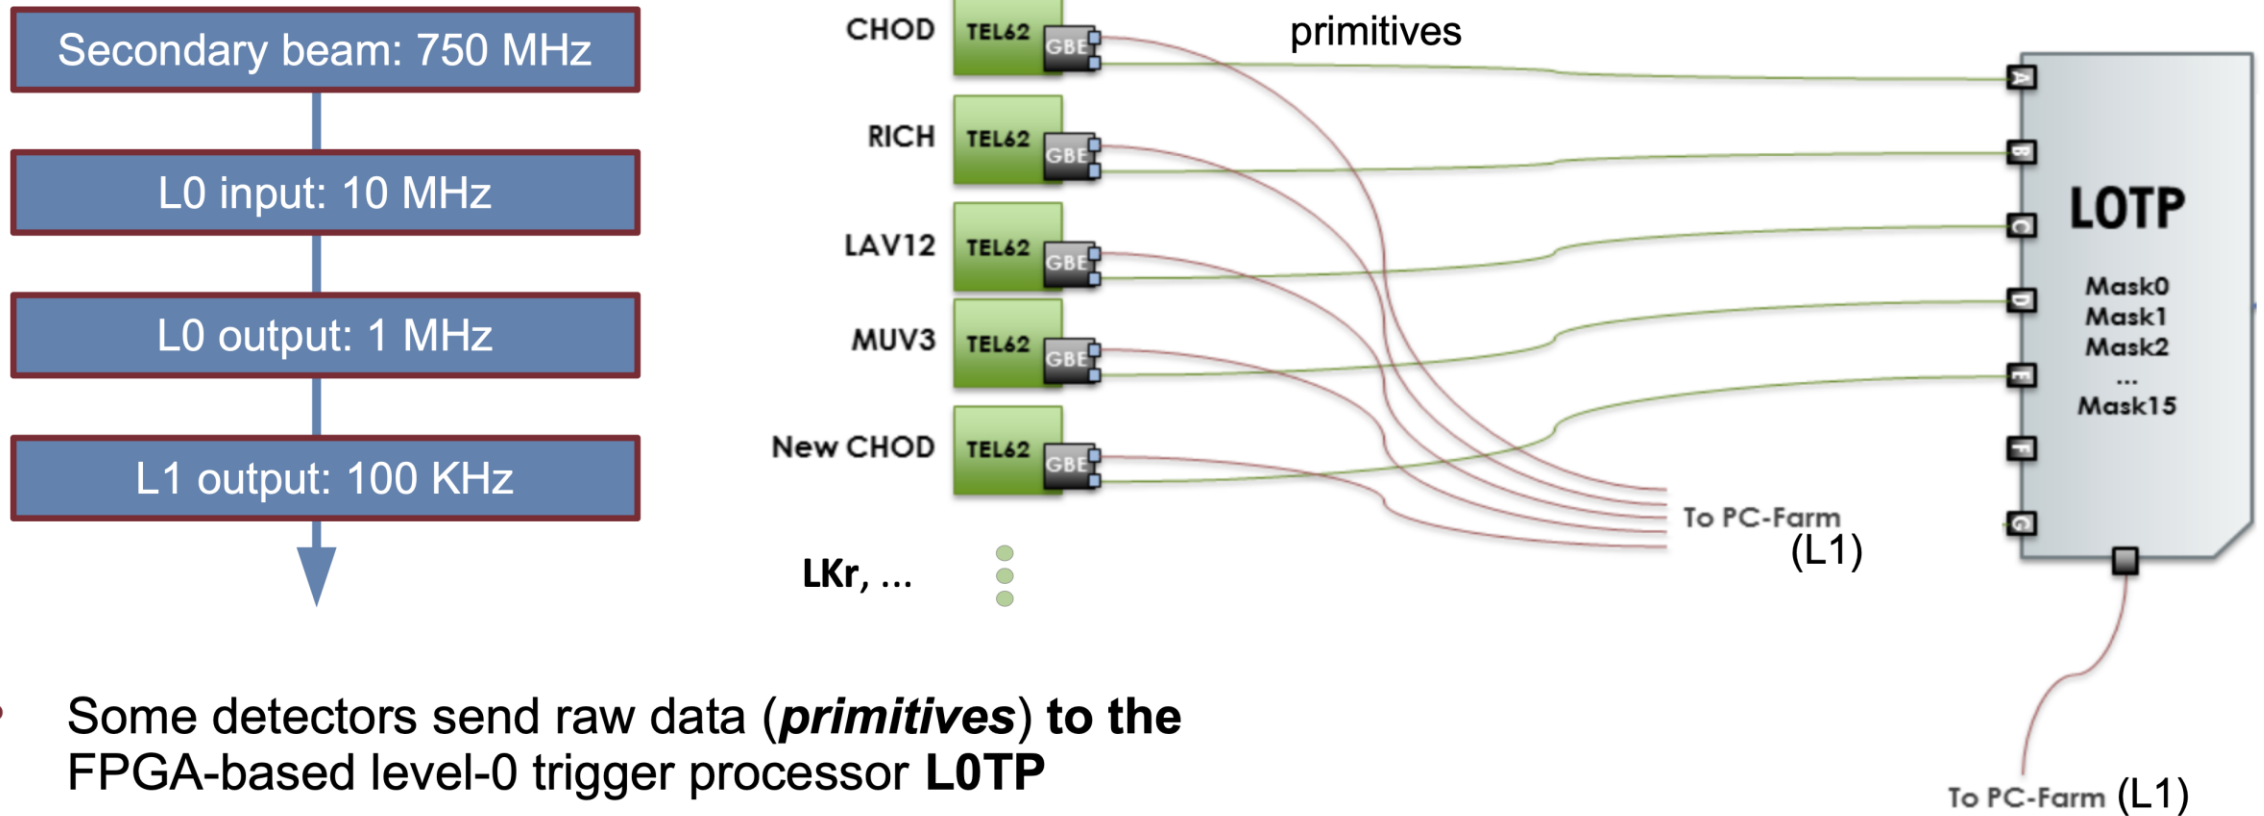 Secondary beam: 750 MHz
L0 input: 10 MHz
L0 output: 1 MHz
L1 output: 100 KHz
CHOD
TEL62
GBE
primitives
RICH
TEL62
GBE
LAV12
TEL62
GBE
MUV3
TEL62
GBE
New CHOD
TEL62
GBE
LKr, ...
To PC-Farm
(L1)
A
B
C
D
E
F
G
L0TP
Mask0
Mask1
Mask2
...
Mask15
To PC-Farm (L1)
• Some detectors send raw data (primitives) to the
FPGA-based level-0 trigger processor L0TP